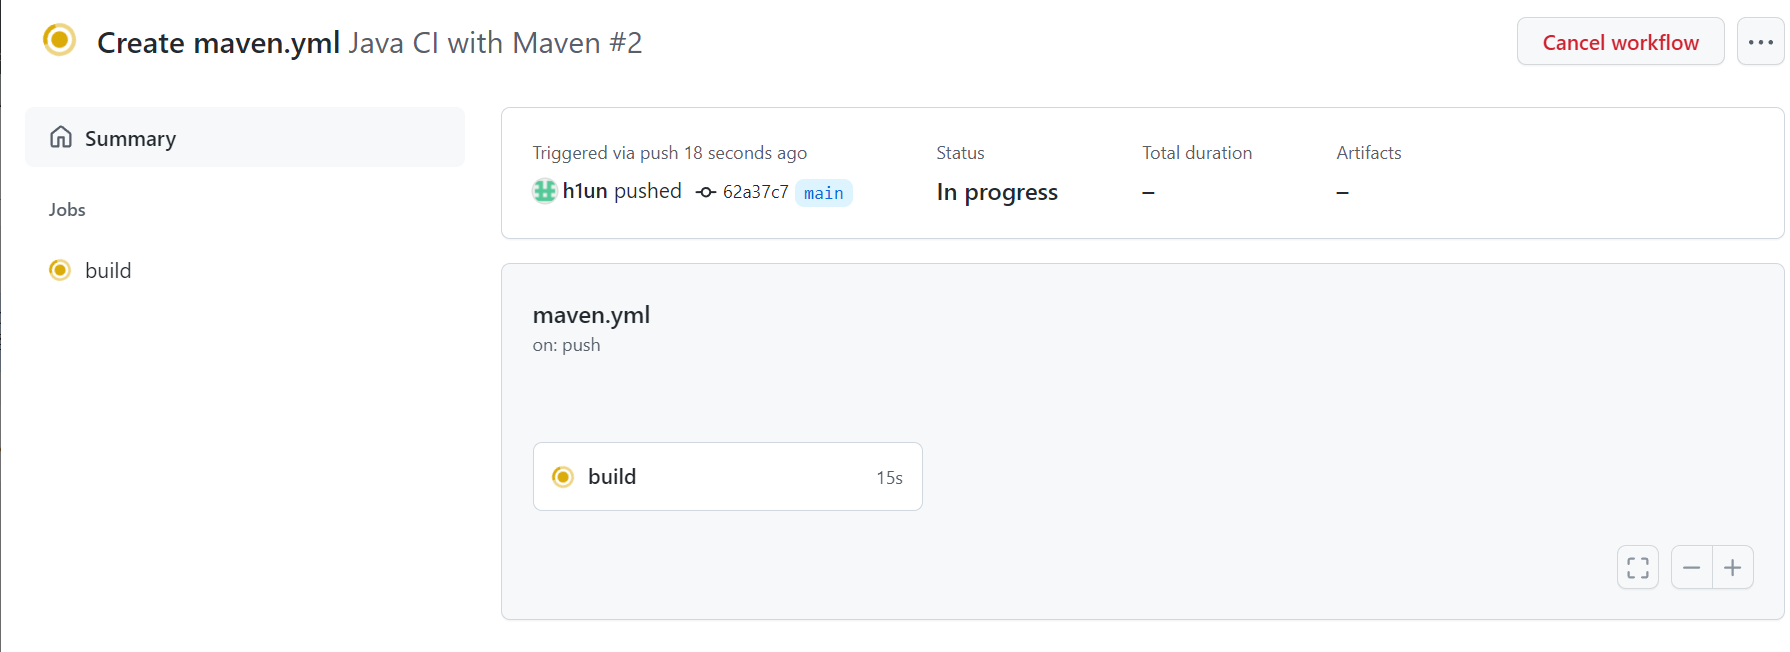 Create maven.yml Java CI with Maven #2
Cancel workflow
Summary
Jobs
build
Triggered via push 18 seconds ago
h1un pushed 62a37c7 main
Status
In progress
Total duration
–
Artifacts
–
maven.yml
on: push
build 15s